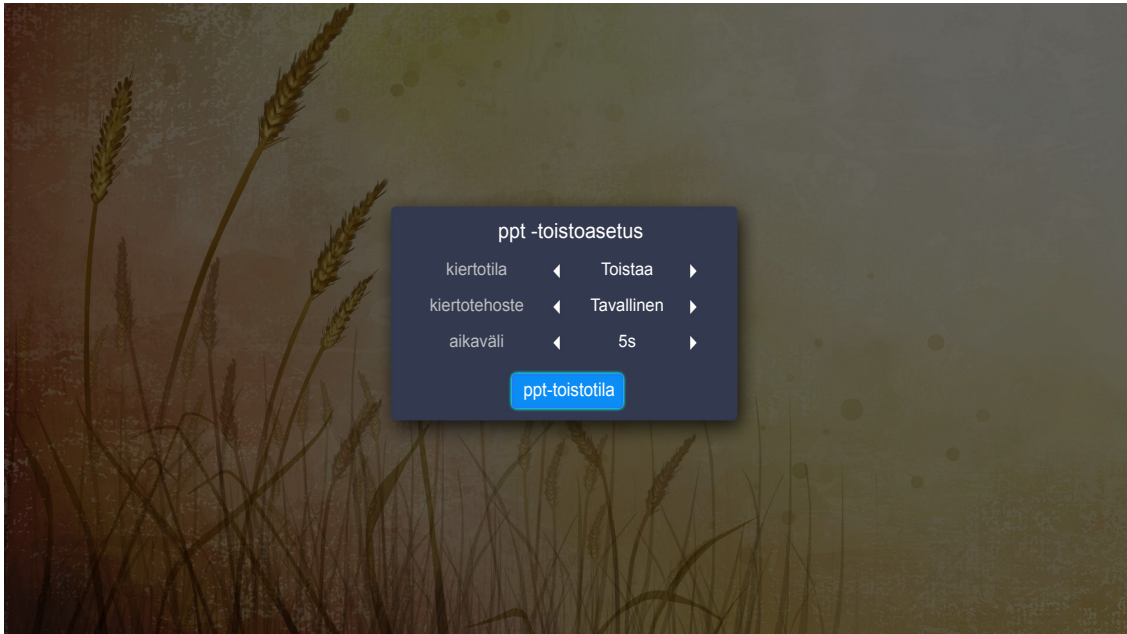 ppt -toistoasetus
kiertotila Toistaa
kiertotehoste Tavallinen
aikaväli 5s
ppt-toistotila